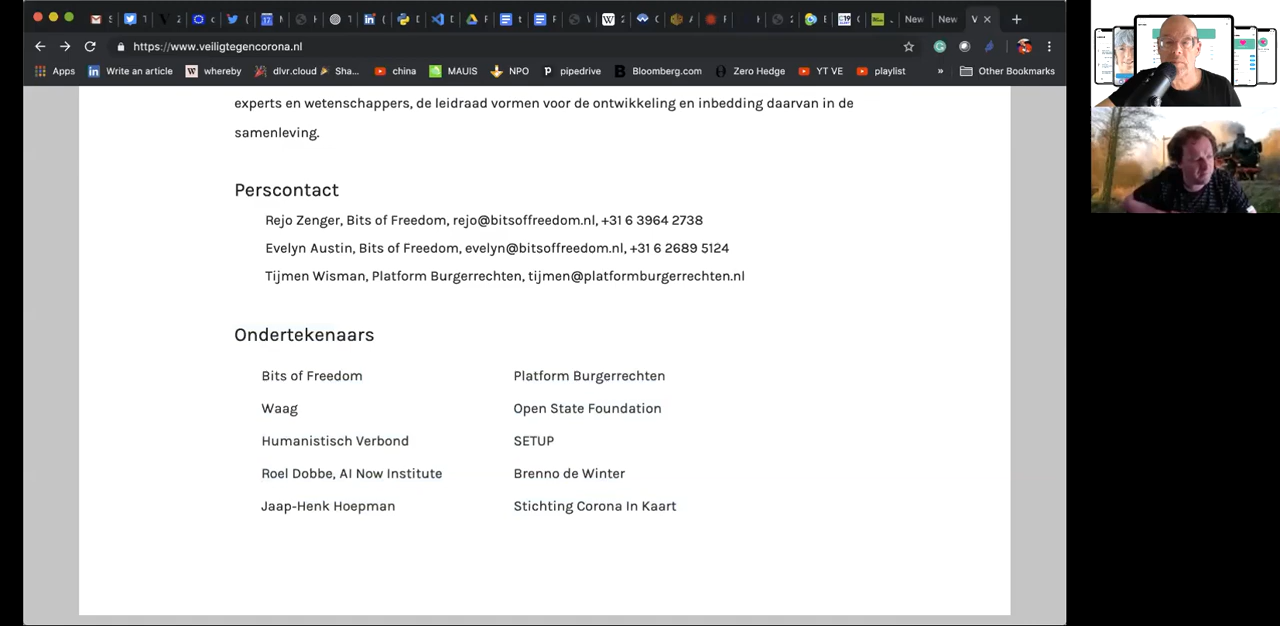 https://www.veiligtegencorona.nl
Apps Write an article whereby dlvr.cloud Sha... china MAUIS NPO pipedrive Bloomberg.com Zero Hedge YT VE playlist » Other Bookmarks
experts en wetenschappers, de leidraad vormen voor de ontwikkeling en inbedding daarvan in de
samenleving.
Perscontact
Rejo Zenger, Bits of Freedom, rejo@bitsoffreedom.nl, +31 6 3964 2738
Evelyn Austin, Bits of Freedom, evelyn@bitsoffreedom.nl, +31 6 2689 5124
Tijmen Wisman, Platform Burgerrechten, tijmen@platformburgerrechten.nl
Ondertekenaars
Bits of Freedom Platform Burgerrechten
Waag Open State Foundation
Humanistisch Verbond SETUP
Roel Dobbe, AI Now Institute Brenno de Winter
Jaap-Henk Hoepman Stichting Corona In Kaart